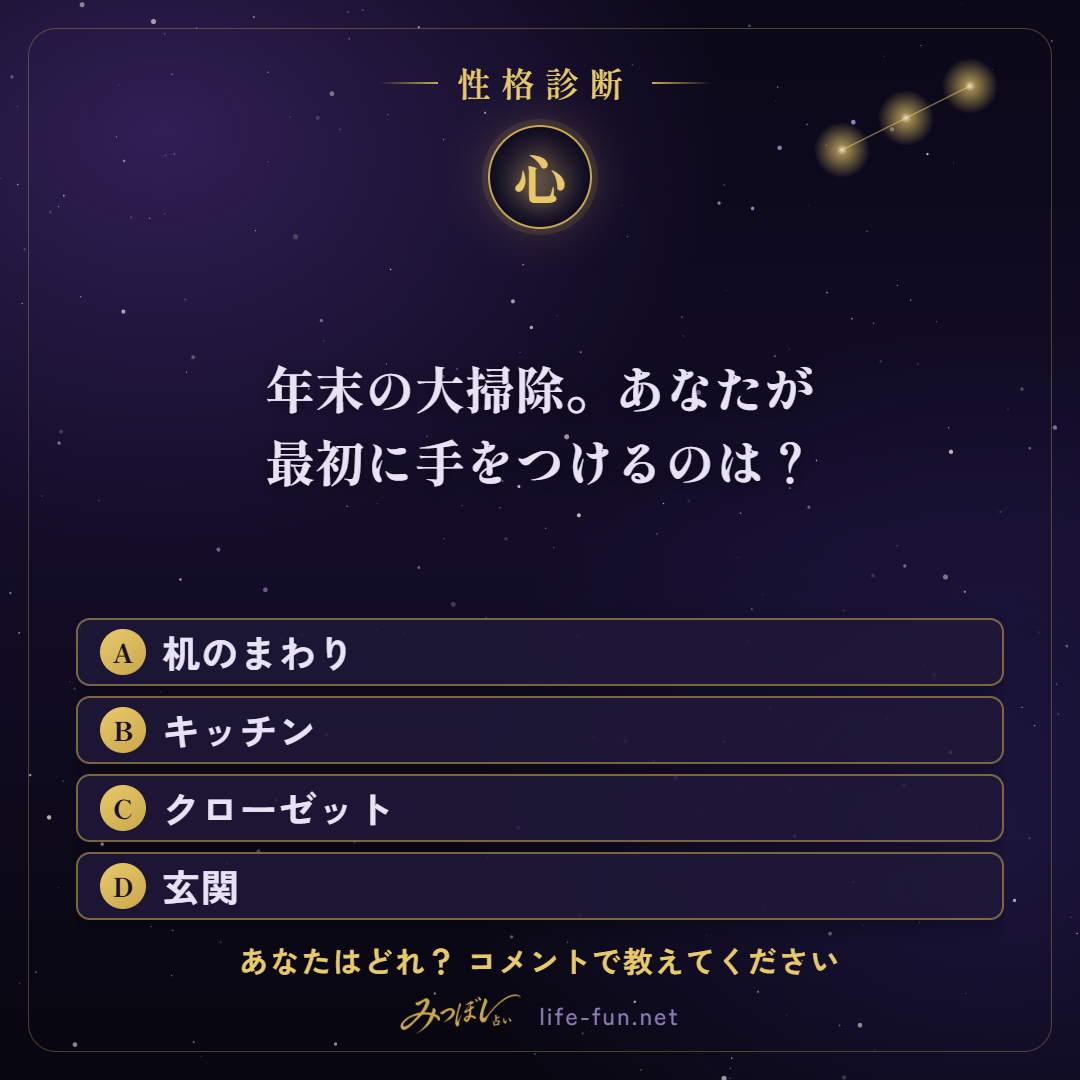 性格診断
心
年末の大掃除。あなたが
最初に手をつけるのは？
A 机のまわり
B キッチン
C クローゼット
D 玄関
あなたはどれ？ コメントで教えてください
みつぼし占い life-fun.net